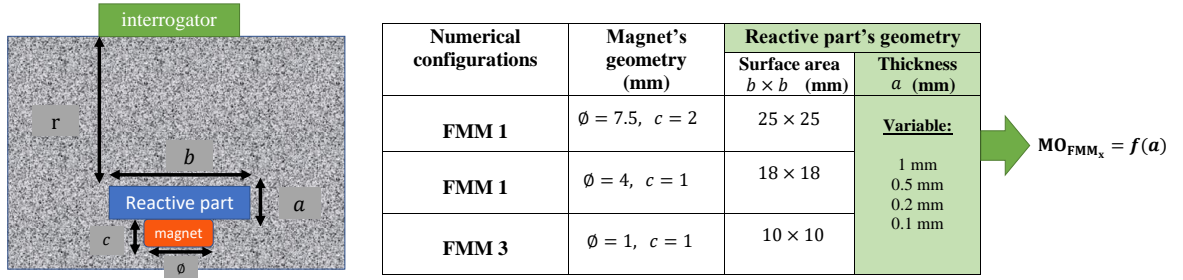 interrogator
r
b
Reactive part
a
c
magnet
ø
Numerical configurations
Magnet's geometry (mm)
Reactive part's geometry
Surface area b × b (mm)
Thickness a (mm)
FMM 1
Ø = 7.5, c = 2
25 × 25
FMM 1
Ø = 4, c = 1
18 × 18
FMM 3
Ø = 1, c = 1
10 × 10
Variable:
1 mm
0.5 mm
0.2 mm
0.1 mm
MO_FMMx = f(a)